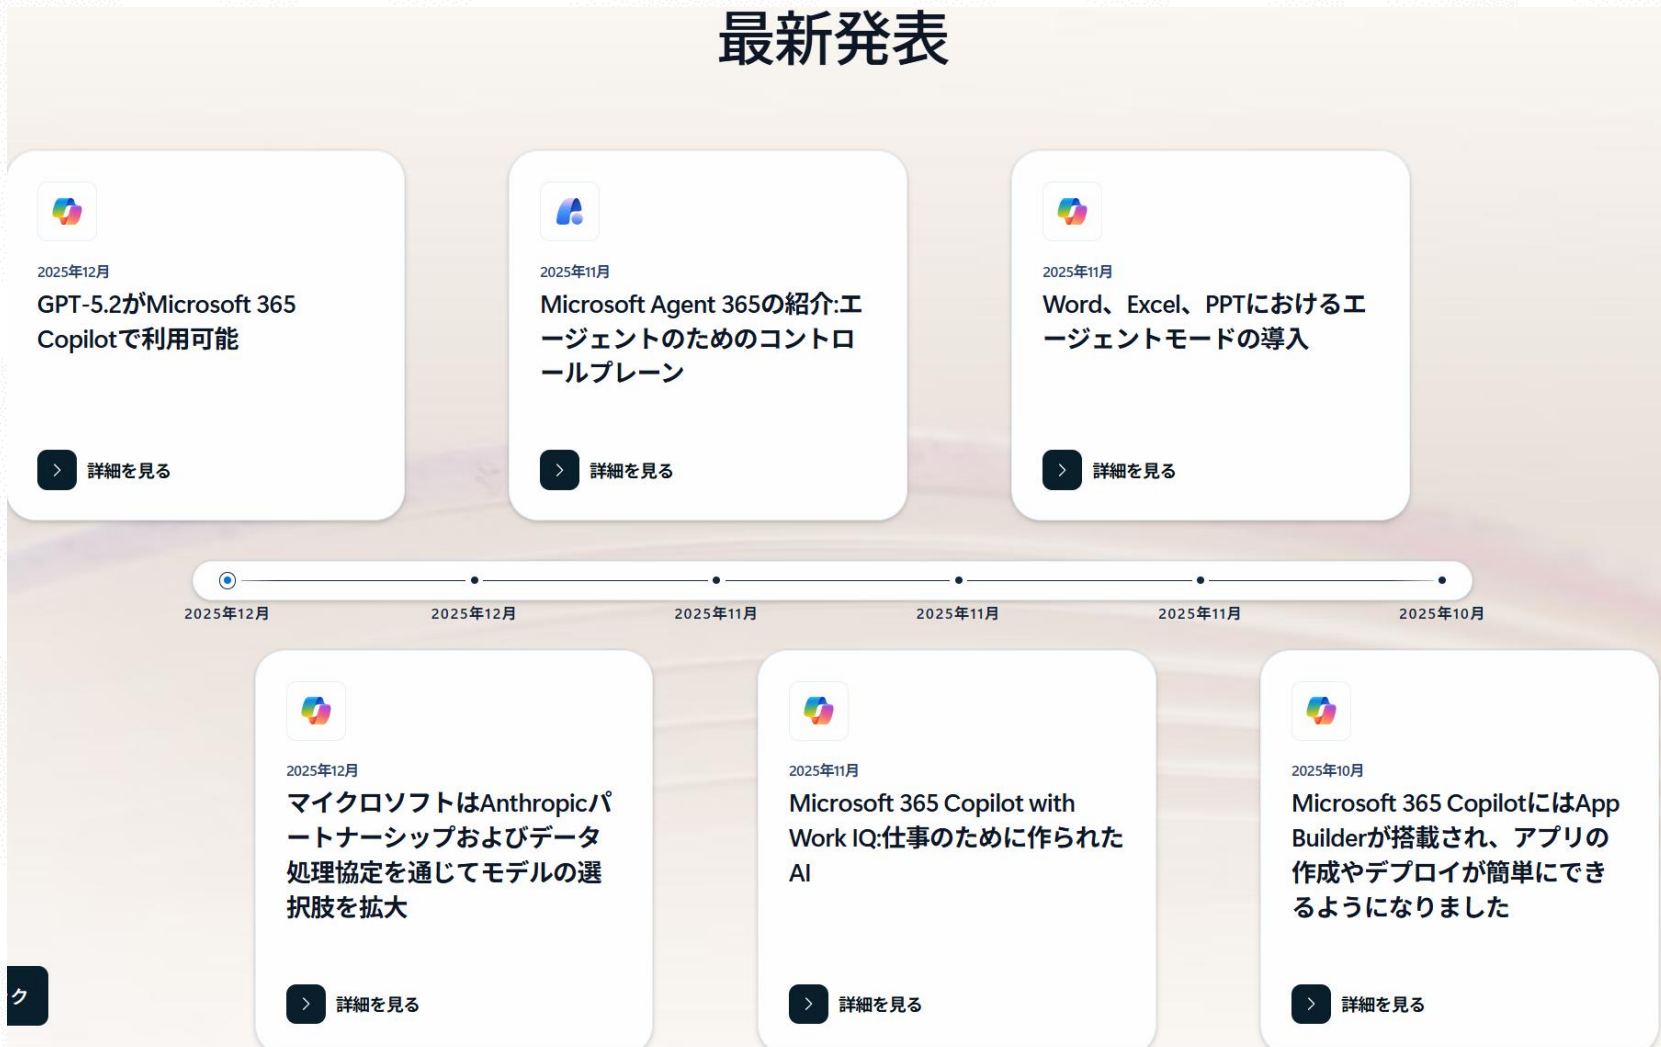 最新発表
2025年12月
GPT-5.2がMicrosoft 365
Copilotで利用可能
詳細を見る
2025年11月
Microsoft Agent 365の紹介:エ
ージェントのためのコントロ
ールプレーン
詳細を見る
2025年11月
Word、Excel、PPTにおけるエ
ージェントモードの導入
詳細を見る
2025年12月
2025年12月
2025年11月
2025年11月
2025年11月
2025年10月
2025年12月
マイクロソフトはAnthropicパ
ートナーシップおよびデータ
処理協定を通じてモデルの選
択肢を拡大
詳細を見る
2025年11月
Microsoft 365 Copilot with
Work IQ:仕事のために作られた
AI
詳細を見る
2025年10月
Microsoft 365 CopilotにはApp
Builderが搭載され、アプリの
作成やデプロイが簡単にでき
るようになりました
詳細を見る
ク